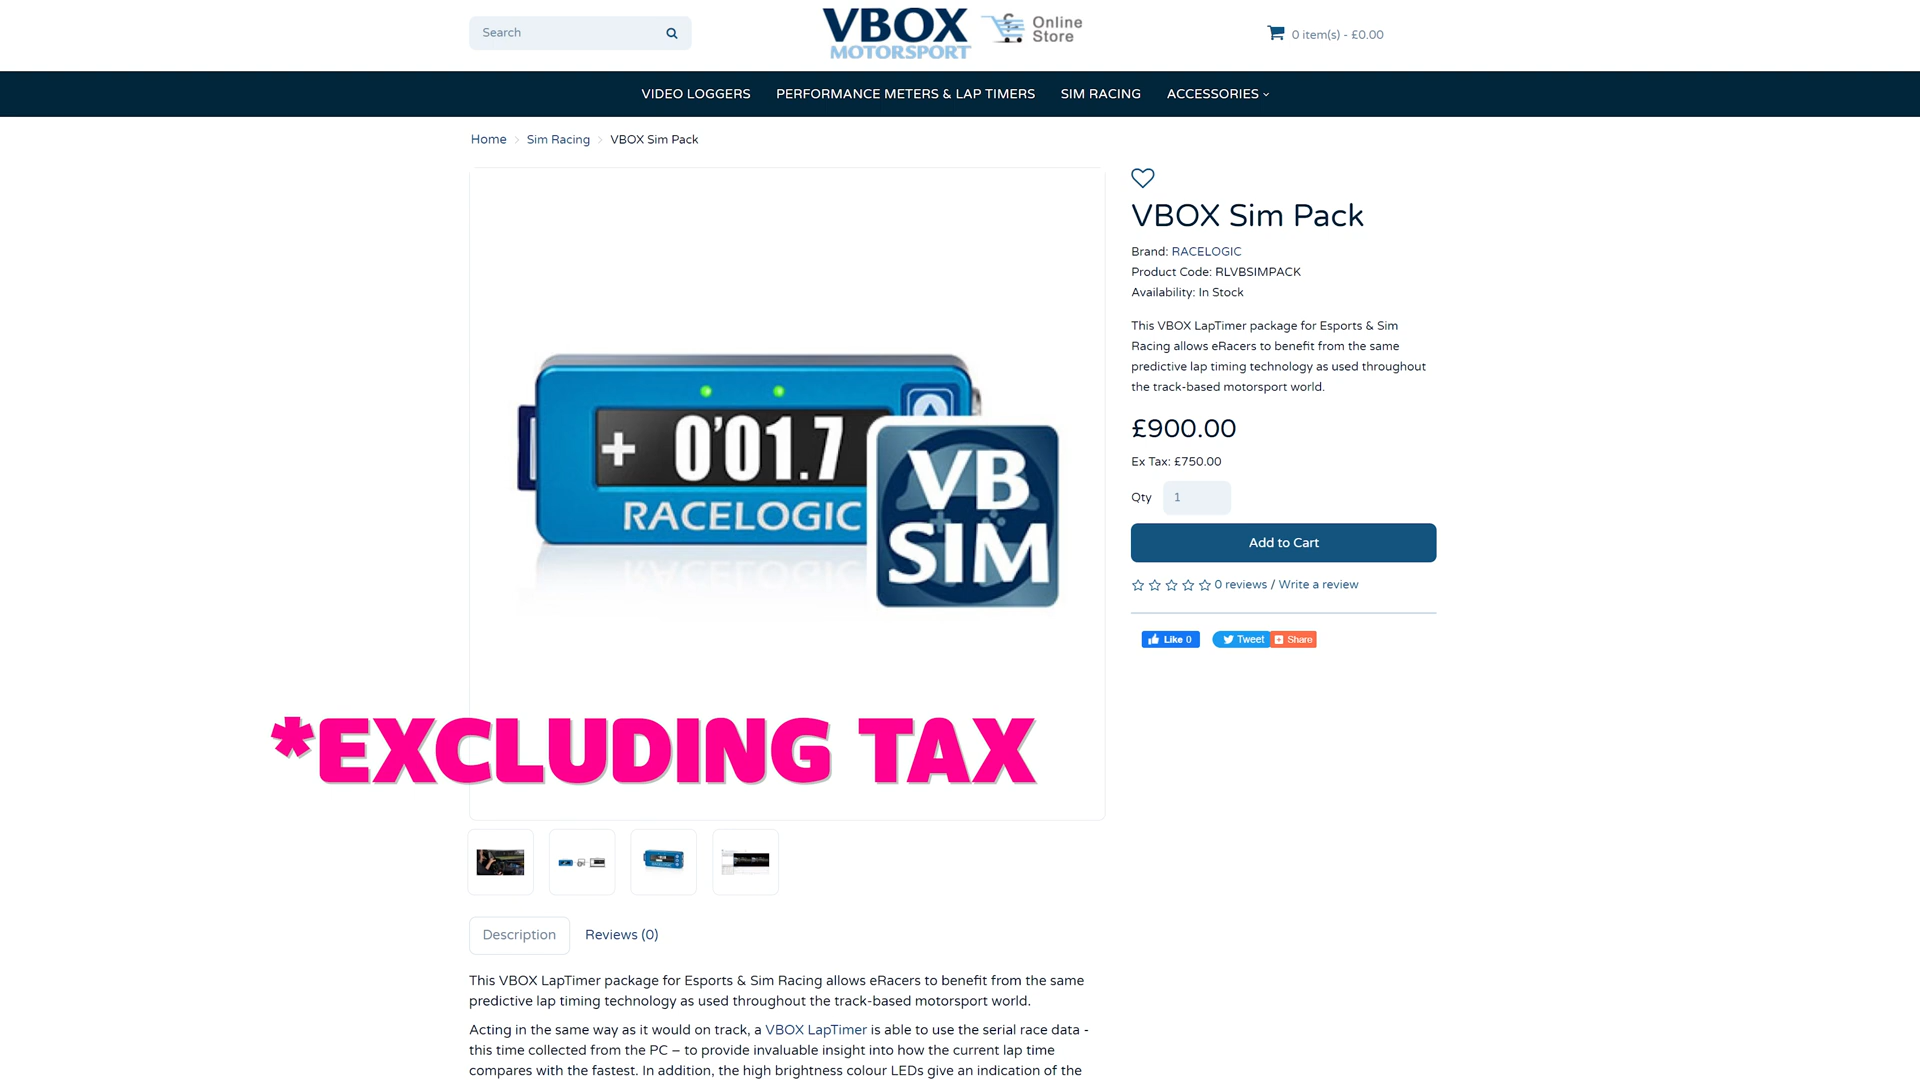 Search
VBOX
MOTORSPORT
Online
Store
0 item(s) - £0.00
VIDEO LOGGERS
PERFORMANCE METERS & LAP TIMERS
SIM RACING
ACCESSORIES
Home
Sim Racing
VBOX Sim Pack
+ 0'01.7
RACELOGIC
VB
SIM
VBOX Sim Pack
Brand: RACELOGIC
Product Code: RLVBSIMPACK
Availability: In Stock
This VBOX LapTimer package for Esports & Sim
Racing allows eRacers to benefit from the same
predictive lap timing technology as used throughout
the track-based motorsport world.
£900.00
Ex Tax: £750.00
Qty 1
Add to Cart
0 reviews / Write a review
Like 0
Tweet
Share
*EXCLUDING TAX
Description
Reviews (0)
This VBOX LapTimer package for Esports & Sim Racing allows eRacers to benefit from the same
predictive lap timing technology as used throughout the track-based motorsport world.
Acting in the same way as it would on track, a VBOX LapTimer is able to use the serial race data -
this time collected from the PC – to provide invaluable insight into how the current lap time
compares with the fastest. In addition, the high brightness colour LEDs give an indication of the